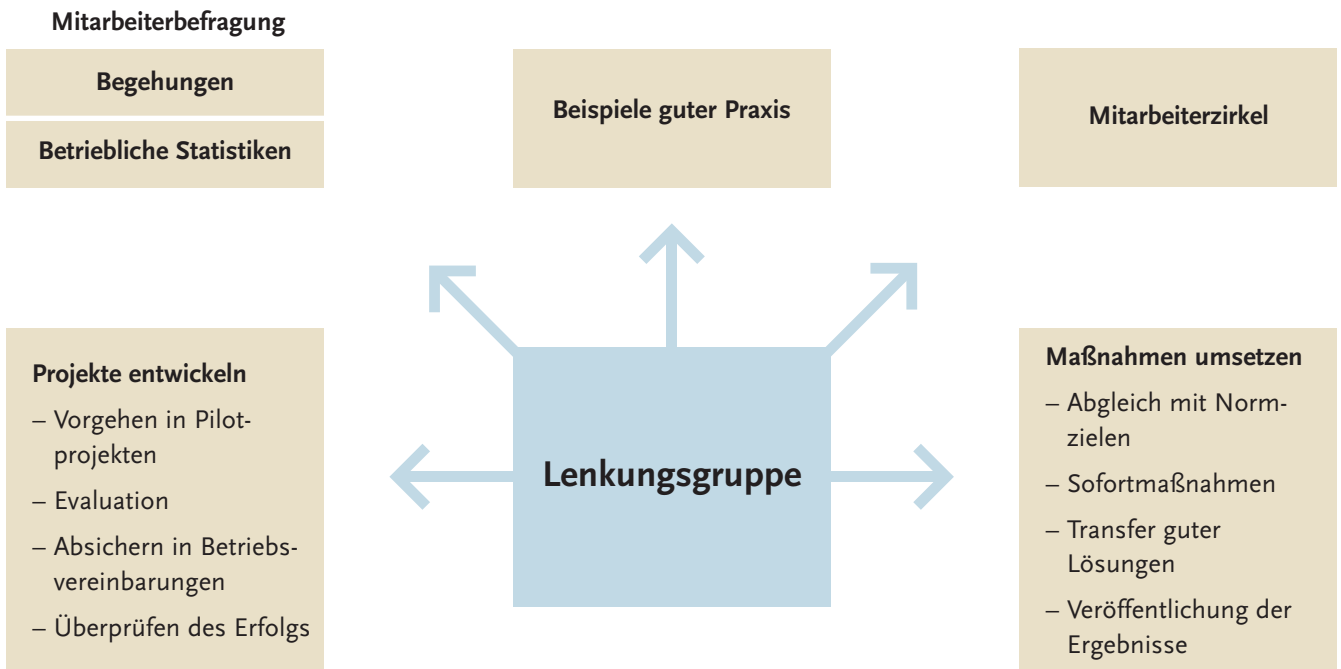 Mitarbeiterbefragung
Begehungen
Betriebliche Statistiken
Beispiele guter Praxis
Mitarbeiterzirkel
Projekte entwickeln
– Vorgehen in Pilot-
projekten
– Evaluation
– Absichern in Betriebs-
vereinbarungen
– Überprüfen des Erfolgs
Lenkungsgruppe
Maßnahmen umsetzen
– Abgleich mit Norm-
zielen
– Sofortmaßnahmen
– Transfer guter
Lösungen
– Veröffentlichung der
Ergebnisse